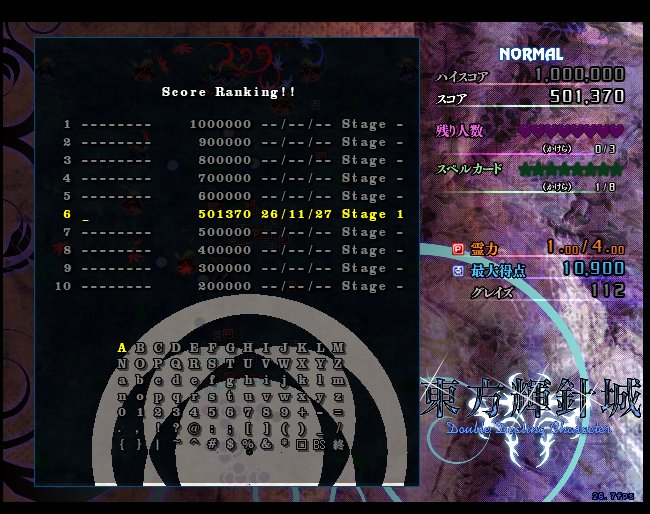 Score Ranking!!
1 -------- 1000000 --/--/-- Stage -
2 -------- 900000 --/--/-- Stage -
3 -------- 800000 --/--/-- Stage -
4 -------- 700000 --/--/-- Stage -
5 -------- 600000 --/--/-- Stage -
6 _ 501370 26/11/27 Stage 1
7 -------- 500000 --/--/-- Stage -
8 -------- 400000 --/--/-- Stage -
9 -------- 300000 --/--/-- Stage -
10 -------- 200000 --/--/-- Stage -
A B C D E F G H I J K L M
N O P Q R S T U V W X Y Z
a b c d e f g h i j k l m
n o p q r s t u v w x y z
0 1 2 3 4 5 6 7 8 9 + - =
. , ! ? @ : ; [ ] ( ) _ /
{ } | ~ ^ # $ % & * BS 終
NORMAL
ハイスコア 1,000,000
スコア 501,370
残り人数
(かけら) 0/3
スペルカード
(かけら) 1/8
P 霊力 1.00/4.00
最大得点 10,900
グレイズ 112
東方輝針城
Double Dealing Character
26.7fps